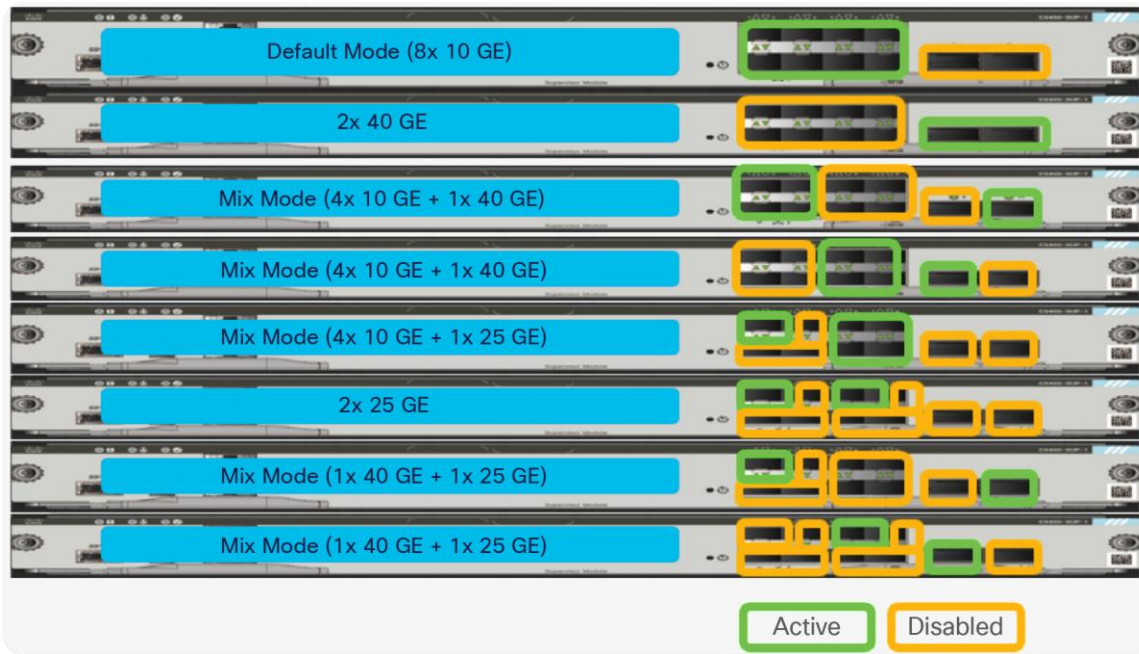 Default Mode (8x 10 GE)
2x 40 GE
Mix Mode (4x 10 GE + 1x 40 GE)
Mix Mode (4x 10 GE + 1x 40 GE)
Mix Mode (4x 10 GE + 1x 25 GE)
2x 25 GE
Mix Mode (1x 40 GE + 1x 25 GE)
Mix Mode (1x 40 GE + 1x 25 GE)
Active
Disabled